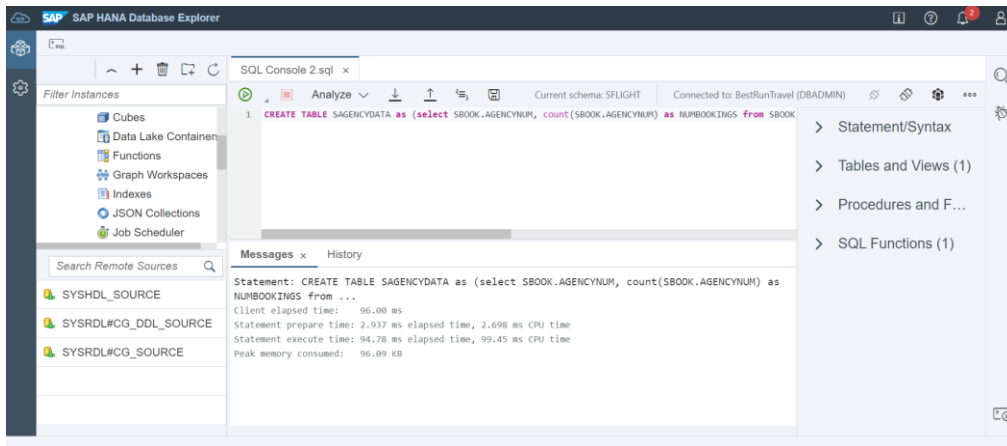 SAP SAP HANA Database Explorer
2
SQL
SQL Console 2.sql ×
Filter Instances
Analyze
Current schema: SFLIGHT
Connected to: BestRunTravel (DBADMIN)
Cubes
Data Lake Containers
Functions
Graph Workspaces
Indexes
JSON Collections
Job Scheduler
Search Remote Sources
SYSHDL_SOURCE
SYSRDL#CG_DDL_SOURCE
SYSRDL#CG_SOURCE
1 CREATE TABLE SAGENCYDATA as (select SBOOK.AGENCYNUM, count(SBOOK.AGENCYNUM) as NUMBOOKINGS from SBOOK
Messages × History
Statement: CREATE TABLE SAGENCYDATA as (select SBOOK.AGENCYNUM, count(SBOOK.AGENCYNUM) as
NUMBOOKINGS from ...
Client elapsed time: 96.00 ms
Statement prepare time: 2.937 ms elapsed time, 2.698 ms CPU time
Statement execute time: 94.78 ms elapsed time, 99.45 ms CPU time
Peak memory consumed: 96.09 KB
Statement/Syntax
Tables and Views (1)
Procedures and F...
SQL Functions (1)